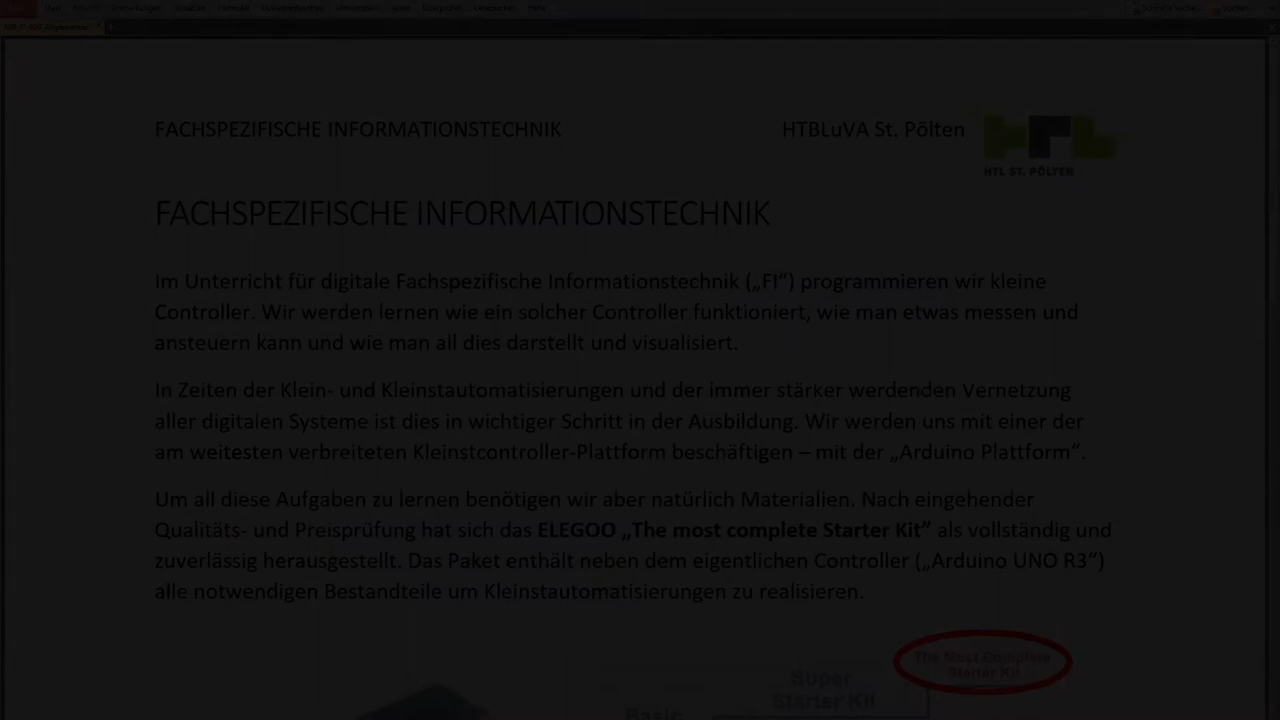 FACHSPEZIFISCHE INFORMATIONSTECHNIK HTBLuVA St. Pölten
HTL ST. PÖLTEN
FACHSPEZIFISCHE INFORMATIONSTECHNIK
Im Unterricht für digitale Fachspezifische Informationstechnik („FI“) programmieren wir kleine
Controller. Wir werden lernen wie ein solcher Controller funktioniert, wie man etwas messen und
ansteuern kann und wie man all dies darstellt und visualisiert.
In Zeiten der Klein- und Kleinstautomatisierungen und der immer stärker werdenden Vernetzung
aller digitalen Systeme ist dies in wichtiger Schritt in der Ausbildung. Wir werden uns mit einer der
am weitesten verbreiteten Kleinstcontroller-Plattform beschäftigen – mit der „Arduino Plattform“.
Um all diese Aufgaben zu lernen benötigen wir aber natürlich Materialien. Nach eingehender
Qualitäts- und Preisprüfung hat sich das ELEGOO „The most complete Starter Kit” als vollständig und
zuverlässig herausgestellt. Das Paket enthält neben dem eigentlichen Controller („Arduino UNO R3“)
alle notwendigen Bestandteile um Kleinstautomatisierungen zu realisieren.
The Most Complete
Starter Kit
Super
Starter Kit
Basic